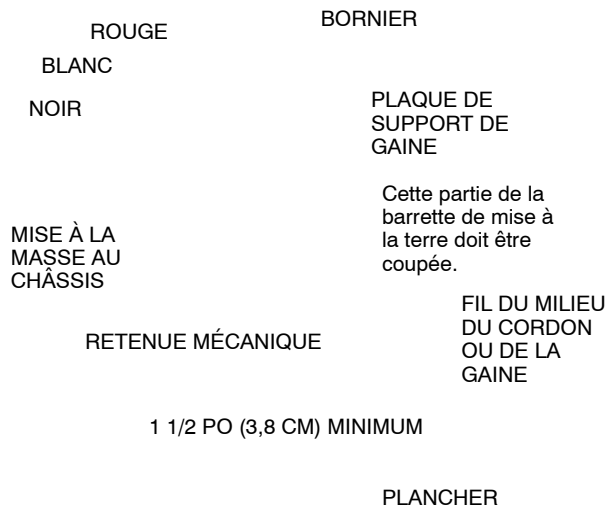 BORNIER
ROUGE
BLANC
NOIR
PLAQUE DE
SUPPORT DE
GAINE
Cette partie de la
barrette de mise à
la terre doit être
coupée.
MISE À LA
MASSE AU
CHÂSSIS
FIL DU MILIEU
DU CORDON
OU DE LA
GAINE
RETENUE MÉCANIQUE
1 1/2 PO (3,8 CM) MINIMUM
PLANCHER